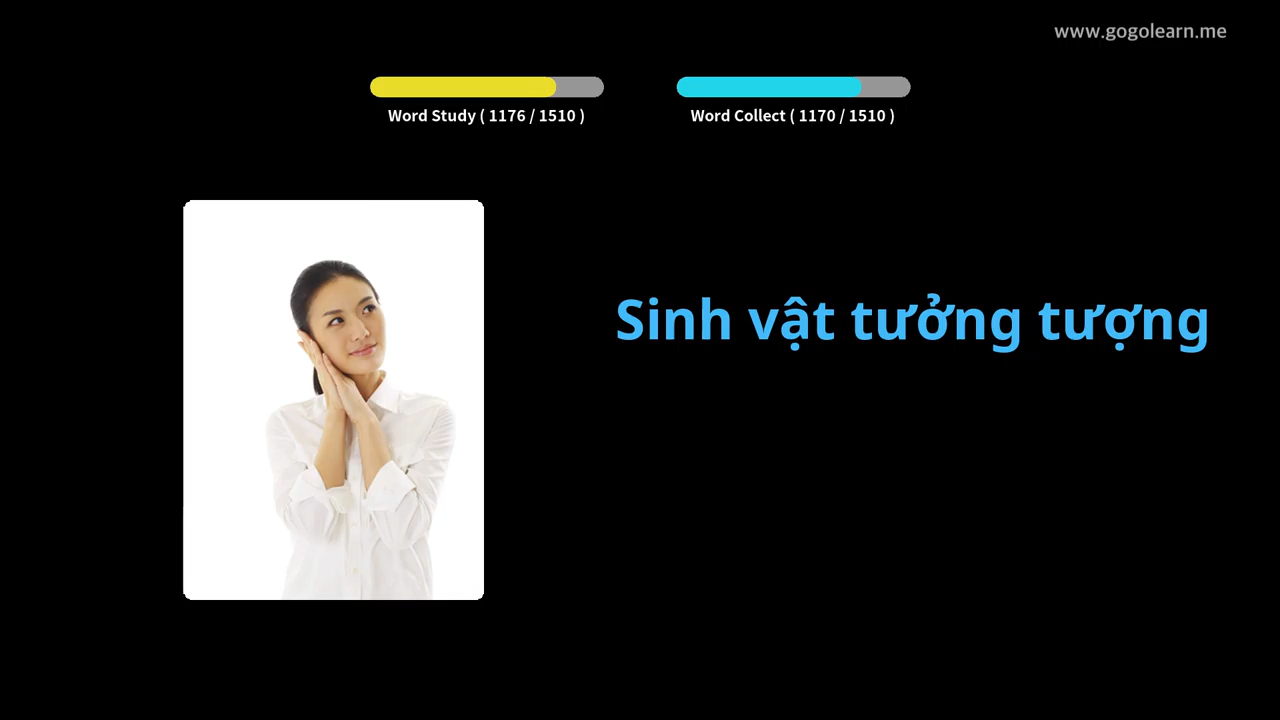 www.gogolearn.me
Word Study ( 1176 / 1510 )
Word Collect ( 1170 / 1510 )
Sinh vật tưởng tượng